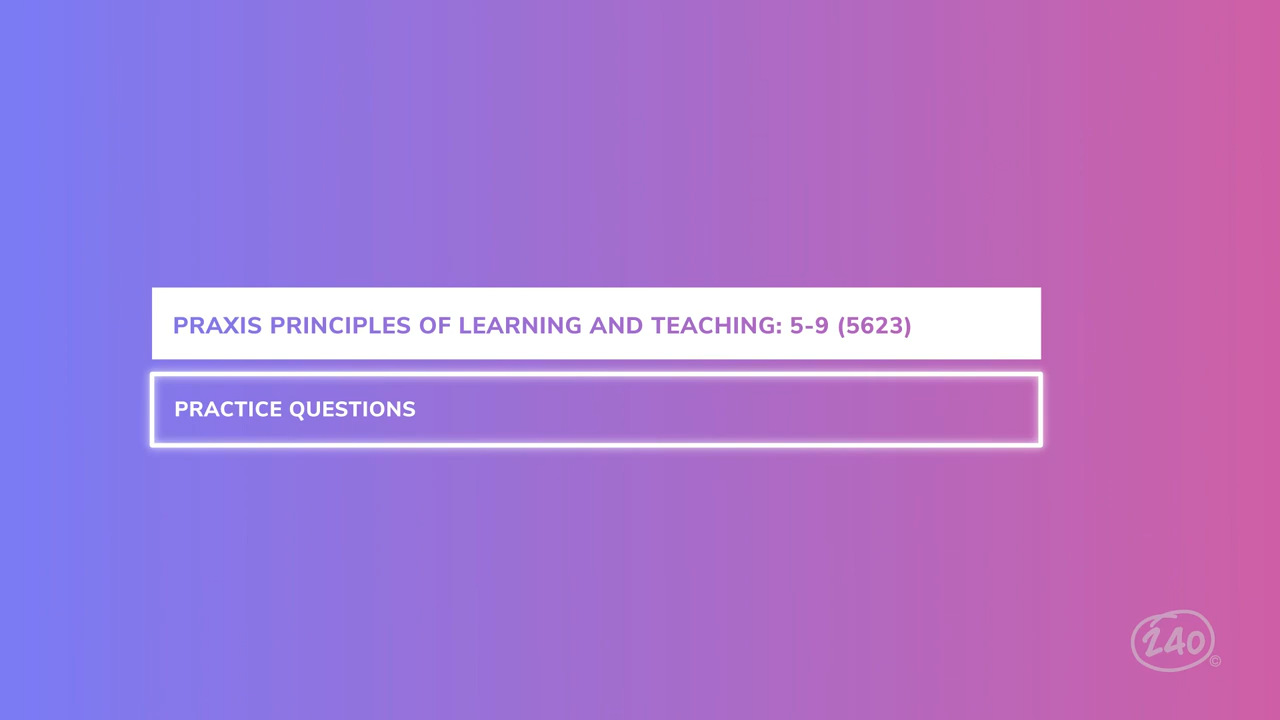 PRAXIS PRINCIPLES OF LEARNING AND TEACHING: 5-9 (5623)
PRACTICE QUESTIONS
240
©